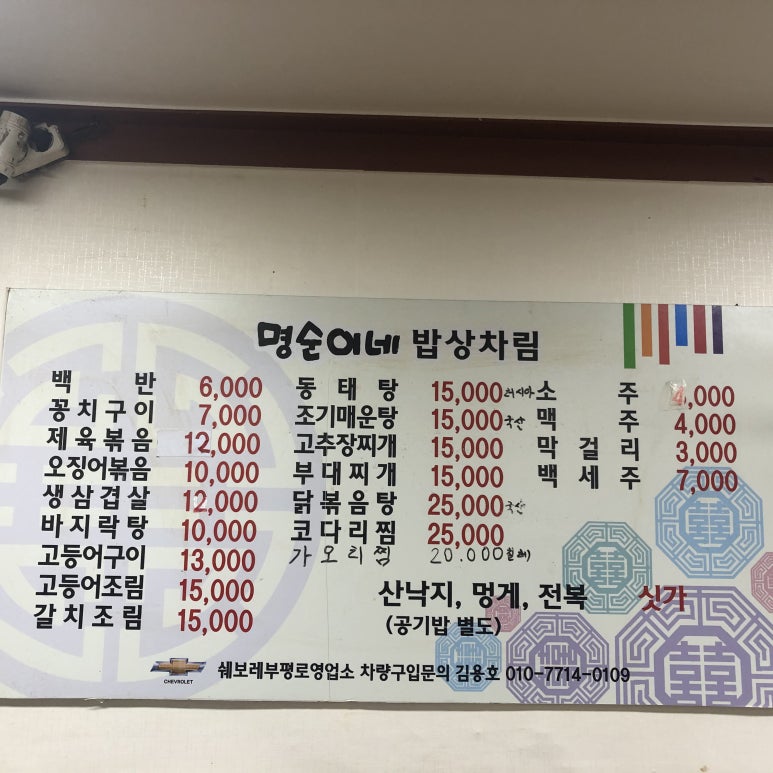 명순이네 밥상차림
백반 6,000
꽁치구이 7,000
제육볶음 12,000
오징어볶음 10,000
생삼겹살 12,000
바지락탕 10,000
고등어구이 13,000
고등어조림 15,000
갈치조림 15,000
동태탕 15,000 러시아
조기매운탕 15,000 국산
고추장찌개 15,000
부대찌개 15,000
닭볶음탕 25,000 국산
코다리찜 25,000
가오리찜 20.000
소주 4,000
맥주 4,000
막걸리 3,000
백세주 7,000
산낙지, 멍게, 전복 싯가
(공기밥 별도)
CHEVROLET
쉐보레부평로영업소 차량구입문의 김용호 010-7714-0109